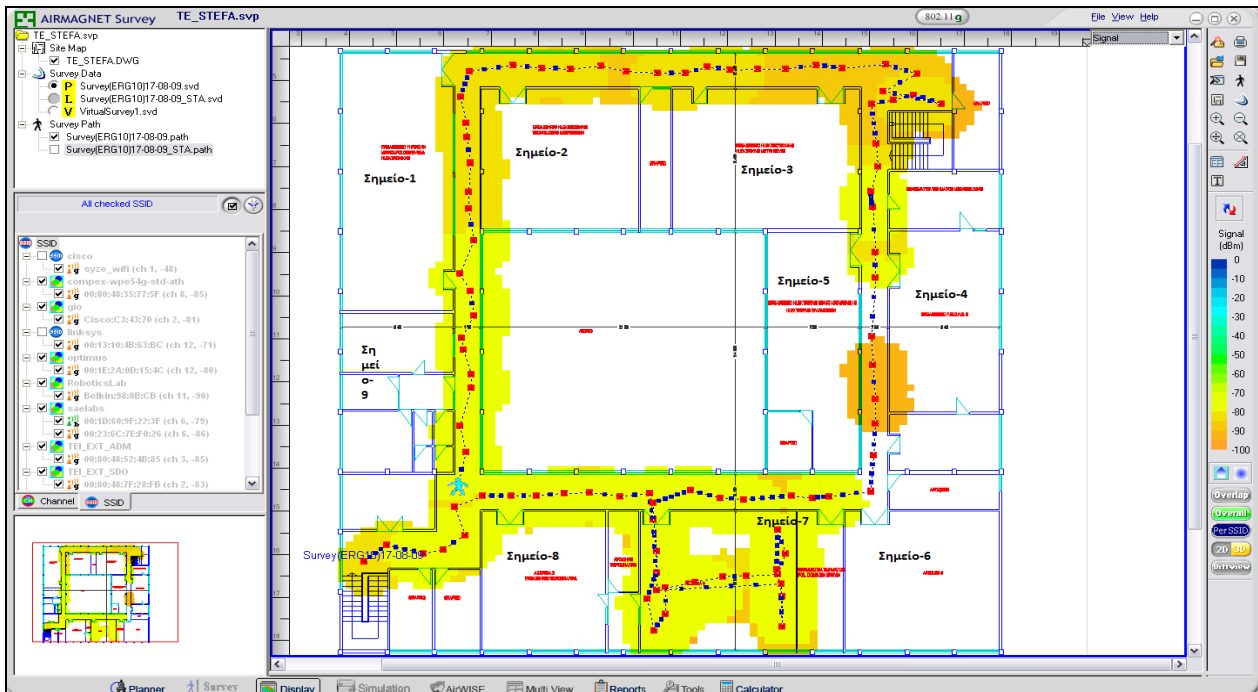 AIRMAGNET Survey
TE_STEFA.svp
802.11g
File View Help
TE_STEFA.svp
Site Map
TE_STEFA.DWG
Survey Data
P Survey(ERG10)17-08-09.svd
L Survey(ERG10)17-08-09_STA.svd
V VirtualSurvey1.svd
Survey Path
Survey(ERG10)17-08-09.path
Survey(ERG10)17-08-09_STA.path
All checked SSID
SSID
cisco
syze_wifi (ch 1, -48)
compex-wpe54g-std-ath
00:80:48:35:77:5F (ch 8, -85)
gio
Cisco:C3:43:70 (ch 2, -81)
linksys
00:13:10:4B:63:BC (ch 12, -71)
optimus
00:1E:2A:0D:15:4C (ch 12, -80)
RoboticsLab
Belkin:98:8B:CB (ch 11, -90)
saelabs
00:1D:60:9F:22:3F (ch 6, -79)
00:23:6C:7E:F0:26 (ch 6, -86)
TEI_EXT_ADM
00:80:48:52:4B:85 (ch 3, -85)
TEI_EXT_SDO
00:80:48:7F:28:FB (ch 2, -83)
Channel SSID
Signal
Σημείο-1
Σημείο-2
Σημείο-3
Σημείο-5
Σημείο-4
Ση
μεί
ο-
9
Σημείο-7
Σημείο-8
Σημείο-6
Survey(ERG10)17-08-09
Signal
(dBm)
0
-10
-20
-30
-40
-50
-60
-70
-80
-90
-100
Overlap
Overall
PerSSID
2D 3D
Diffview
Planner Survey Display Simulation AirWISE Multi View Reports Tools Calculator